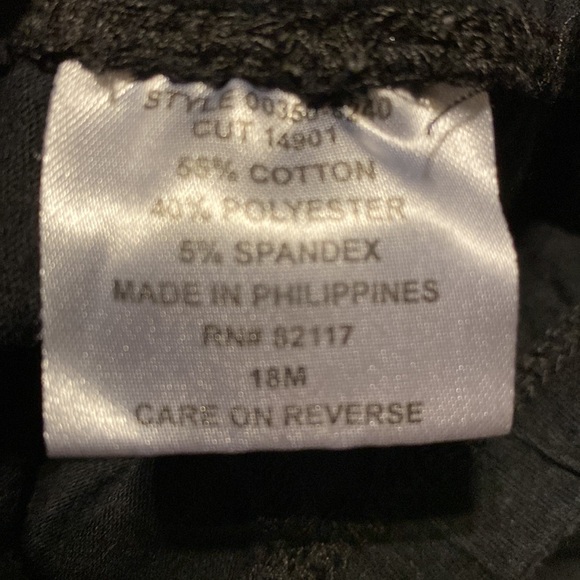 STYLE
CUT 14901
55% COTTON
40% POLYESTER
5% SPANDEX
MADE IN PHILIPPINES
RN# 82117
18M
CARE ON REVERSE